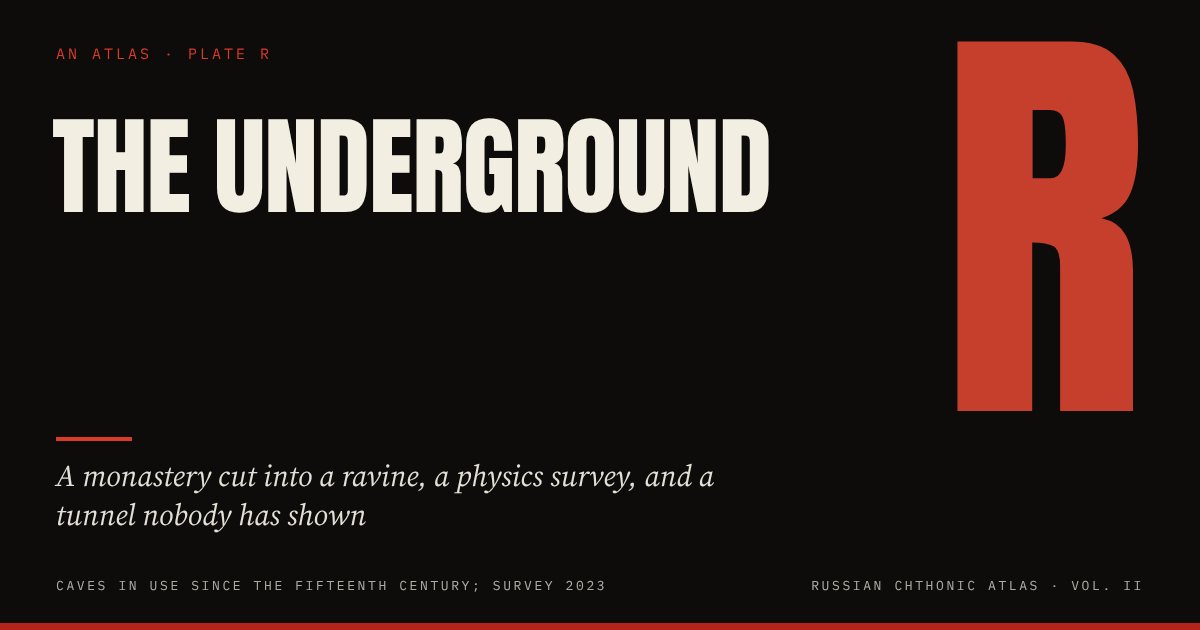 AN ATLAS · PLATE R
R
THE UNDERGROUND
A monastery cut into a ravine, a physics survey, and a
tunnel nobody has shown
CAVES IN USE SINCE THE FIFTEENTH CENTURY; SURVEY 2023
RUSSIAN CHTHONIC ATLAS · VOL. II